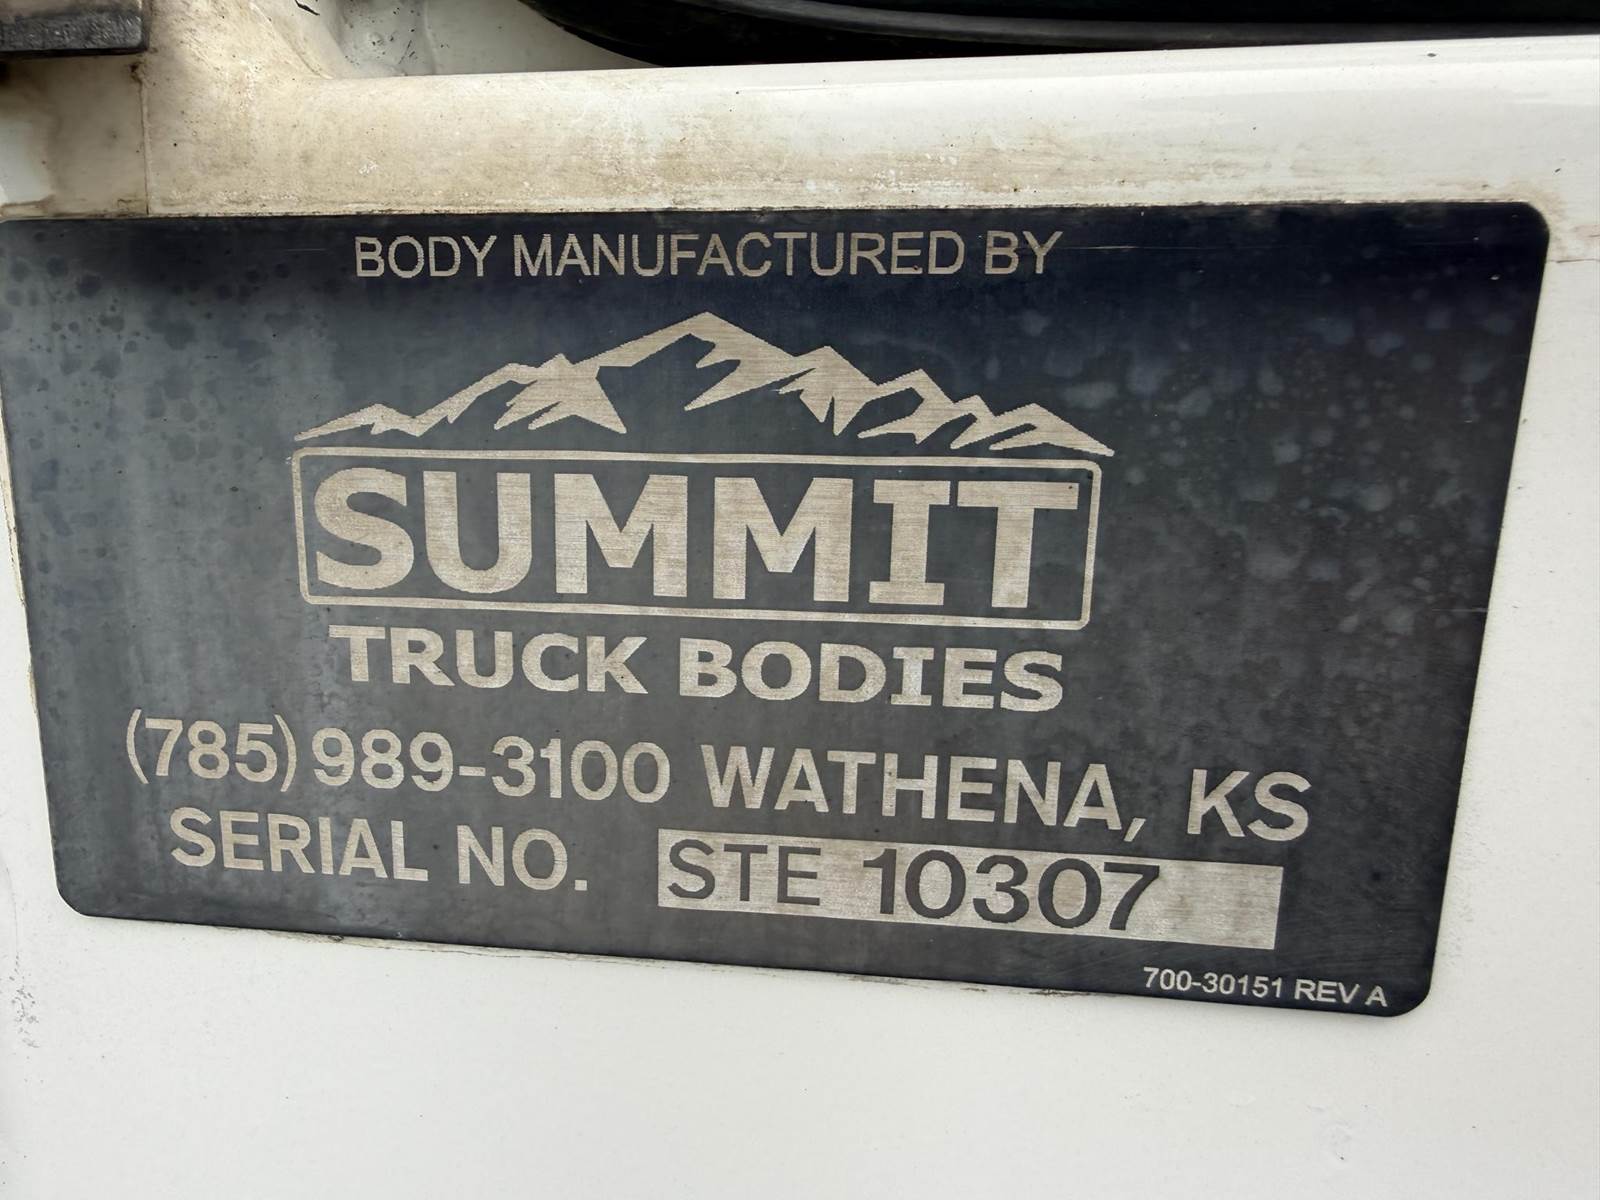 BODY MANUFACTURED BY
SUMMIT
TRUCK BODIES
(785) 989-3100 WATHENA, KS
SERIAL NO. STE 10307
700-30151 REV A